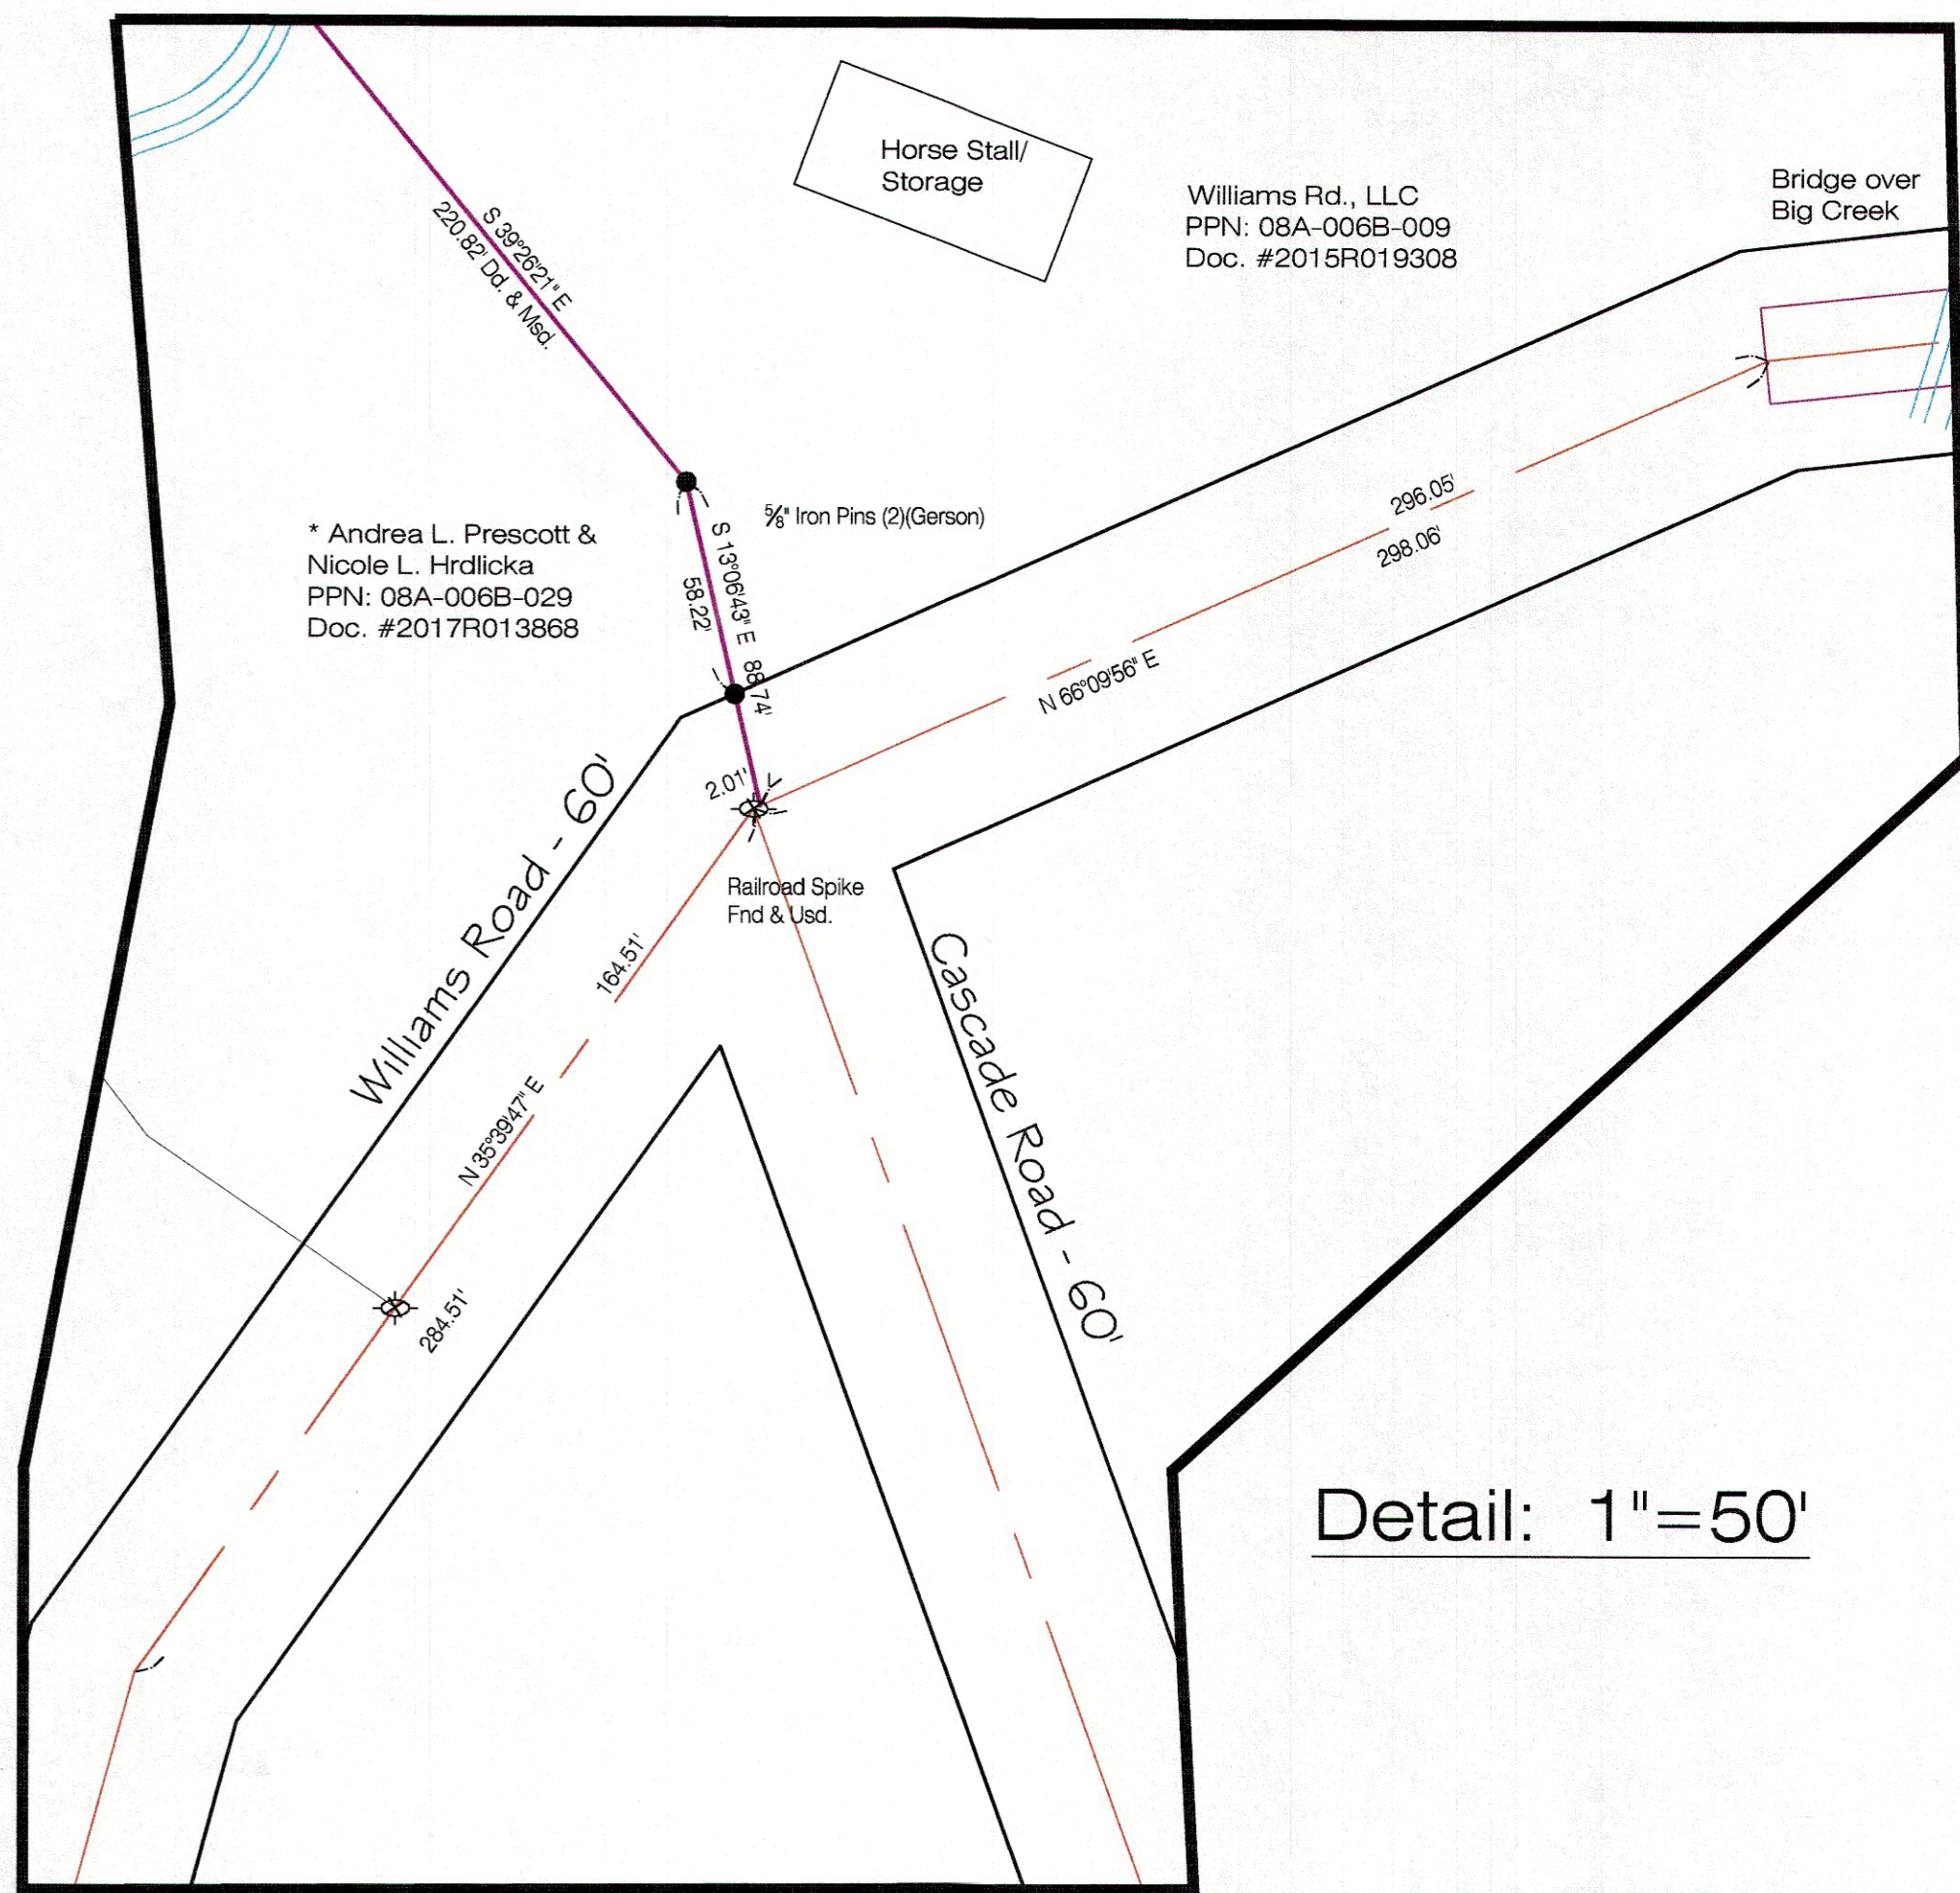 Horse Stall/
Storage
Williams Rd., LLC
PPN: 08A-006B-009
Doc. #2015R019308
Bridge over
Big Creek
S 39°26'21" E
220.82' Dd. & Msd.
* Andrea L. Prescott &
Nicole L. Hrdlicka
PPN: 08A-006B-029
Doc. #2017R013868
⅝" Iron Pins (2)(Gerson)
S 13°06'43" E 88.74'
58.22'
296.05'
298.06'
N 66°09'56" E
2.01'
Williams Road - 60'
Railroad Spike
Fnd & Usd.
164.51'
N 35°39'47" E
284.51'
Cascade Road - 60'
Detail: 1"=50'